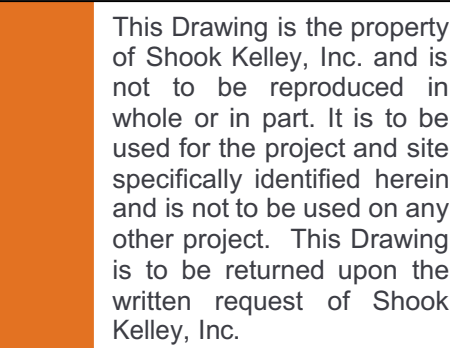 This Drawing is the property
of Shook Kelley, Inc. and is
not to be reproduced in
whole or in part. It is to be
used for the project and site
specifically identified herein
and is not to be used on any
other project.  This Drawing
is to be returned upon the
written request of Shook
Kelley, Inc.